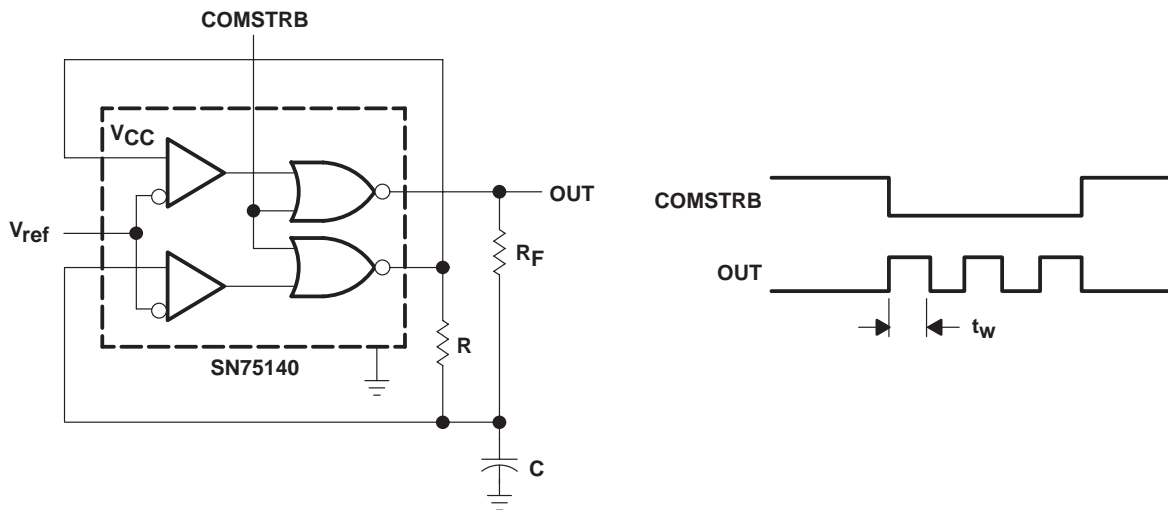 COMSTRB
VCC
OUT
Vref
RF
R
SN75140
C
COMSTRB
OUT
tw